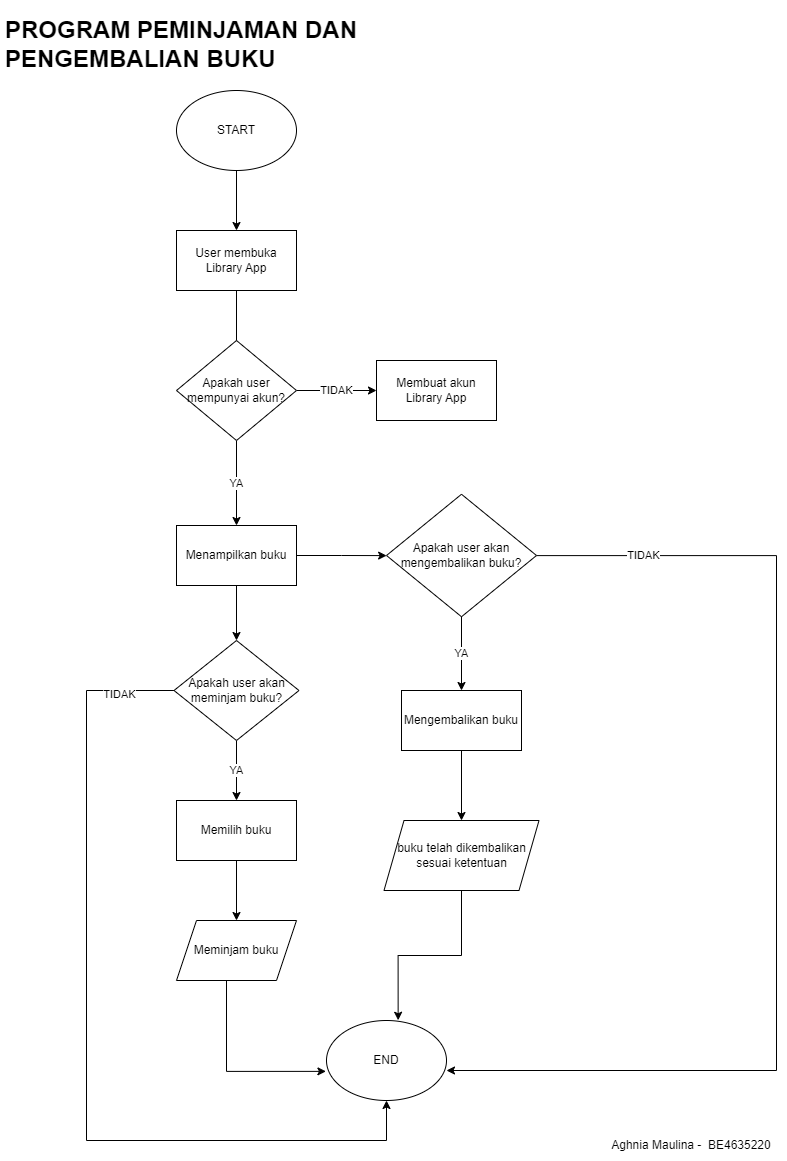 PROGRAM PEMINJAMAN DAN
PENGEMBALIAN BUKU
START
User membuka
Library App
Apakah user
mempunyai akun?
TIDAK
Membuat akun
Library App
YA
Menampilkan buku
Apakah user akan
mengembalikan buku?
TIDAK
YA
Apakah user akan
meminjam buku?
TIDAK
Mengembalikan buku
YA
Memilih buku
buku telah dikembalikan
sesuai ketentuan
Meminjam buku
END
Aghnia Maulina - BE4635220